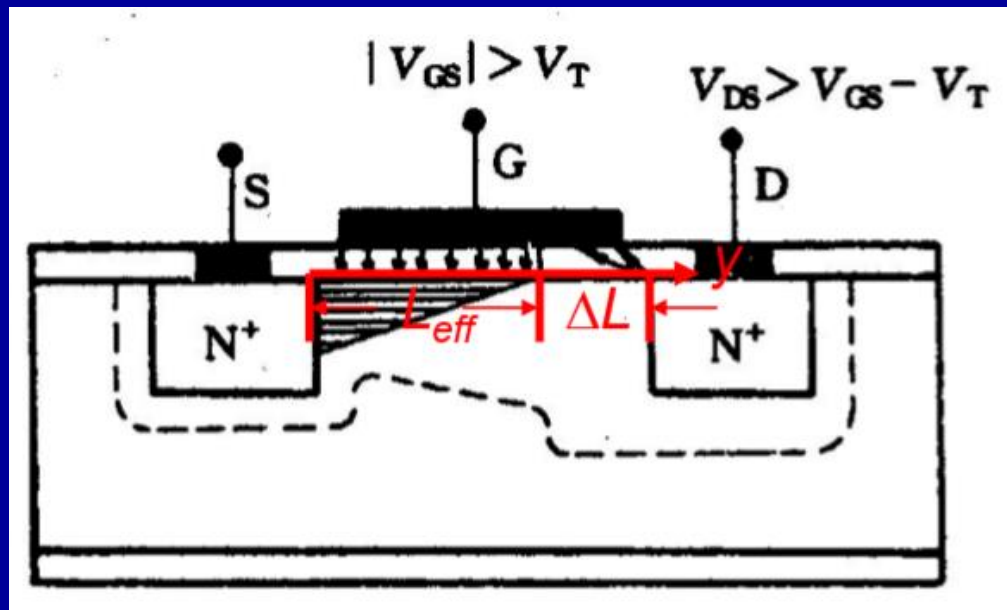 |V_GS| > V_T
V_DS > V_GS − V_T
S
G
D
y
L_eff
ΔL
N⁺
N⁺